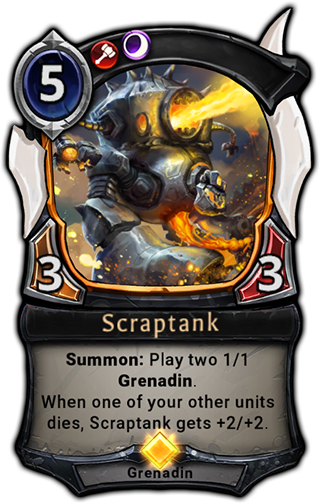 5
3
3
Scraptank
Summon: Play two 1/1
Grenadin.
When one of your other units
dies, Scraptank gets +2/+2.
Grenadin